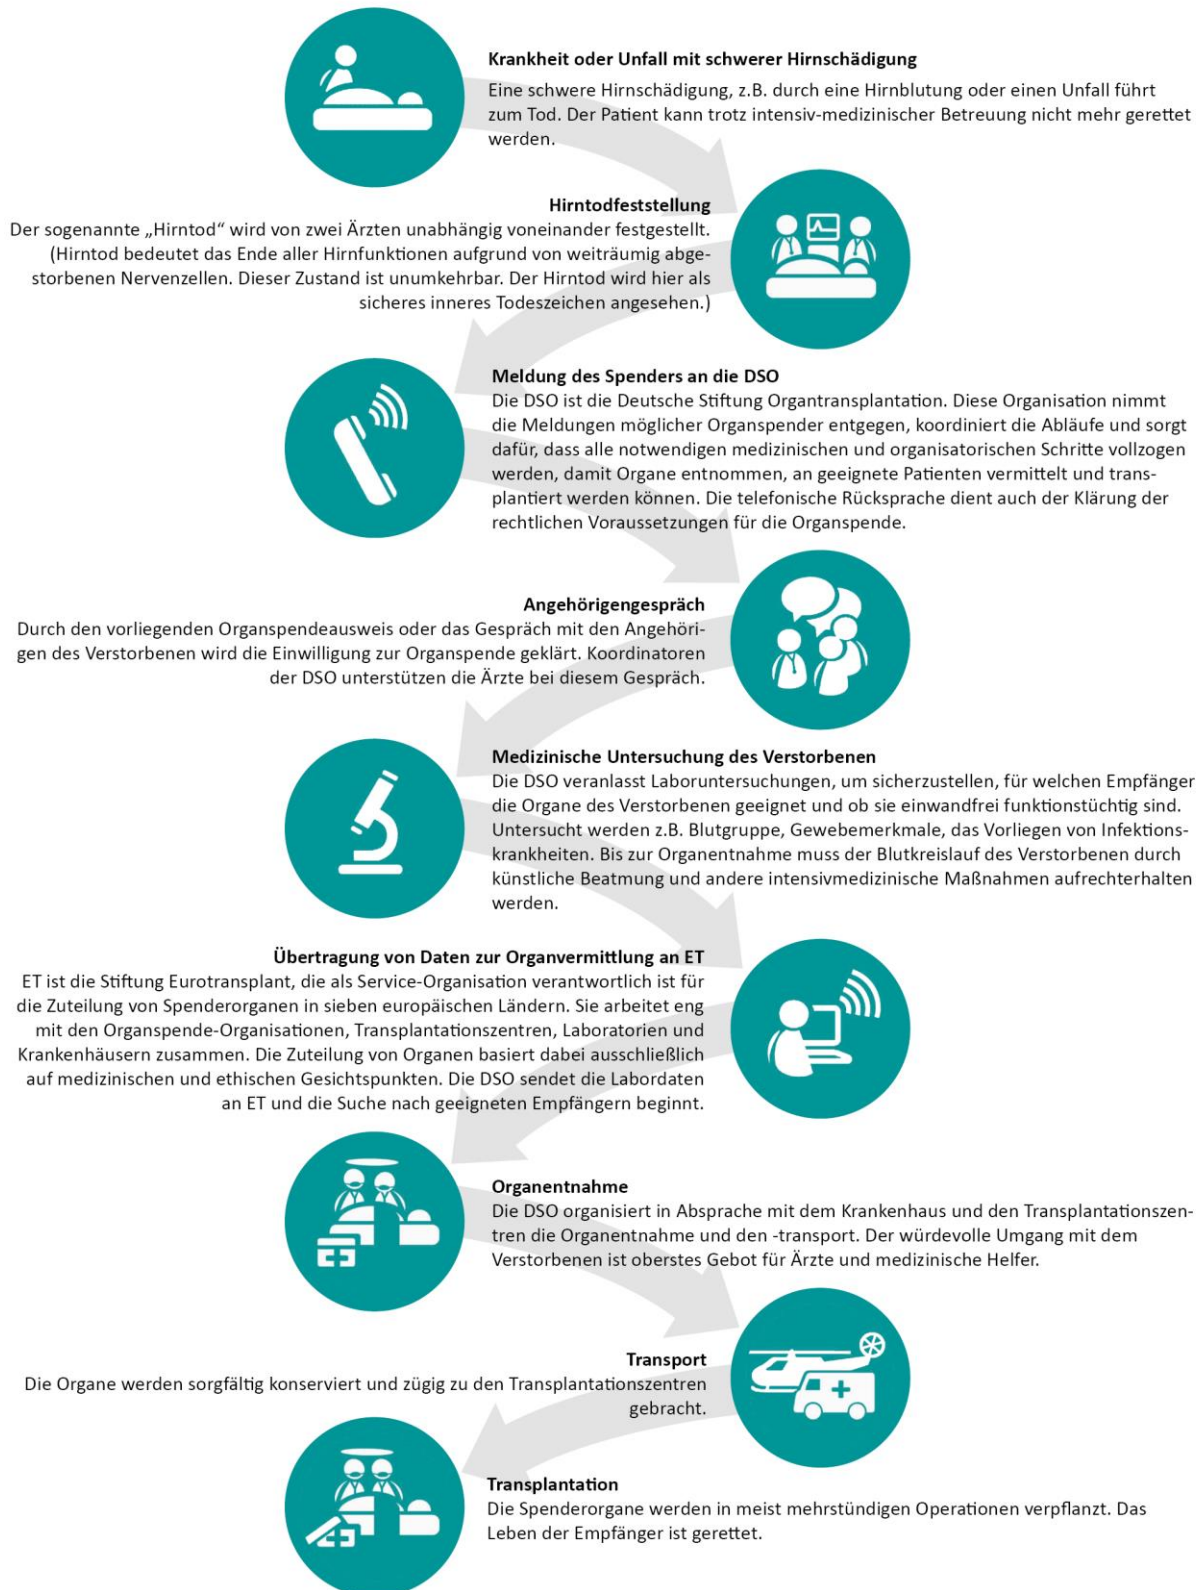 Krankheit oder Unfall mit schwerer Hirnschädigung
Eine schwere Hirnschädigung, z.B. durch eine Hirnblutung oder einen Unfall führt
zum Tod. Der Patient kann trotz intensiv-medizinischer Betreuung nicht mehr gerettet
werden.
Hirntodfeststellung
Der sogenannte „Hirntod“ wird von zwei Ärzten unabhängig voneinander festgestellt.
(Hirntod bedeutet das Ende aller Hirnfunktionen aufgrund von weiträumig abge-
storbenen Nervenzellen. Dieser Zustand ist unumkehrbar. Der Hirntod wird hier als
sicheres inneres Todeszeichen angesehen.)
Meldung des Spenders an die DSO
Die DSO ist die Deutsche Stiftung Organtransplantation. Diese Organisation nimmt
die Meldungen möglicher Organspender entgegen, koordiniert die Abläufe und sorgt
dafür, dass alle notwendigen medizinischen und organisatorischen Schritte vollzogen
werden, damit Organe entnommen, an geeignete Patienten vermittelt und trans-
plantiert werden können. Die telefonische Rücksprache dient auch der Klärung der
rechtlichen Voraussetzungen für die Organspende.
Angehörigengespräch
Durch den vorliegenden Organspendeausweis oder das Gespräch mit den Angehöri-
gen des Verstorbenen wird die Einwilligung zur Organspende geklärt. Koordinatoren
der DSO unterstützen die Ärzte bei diesem Gespräch.
Medizinische Untersuchung des Verstorbenen
Die DSO veranlasst Laboruntersuchungen, um sicherzustellen, für welchen Empfänger
die Organe des Verstorbenen geeignet und ob sie einwandfrei funktionstüchtig sind.
Untersucht werden z.B. Blutgruppe, Gewebemerkmale, das Vorliegen von Infektions-
krankheiten. Bis zur Organentnahme muss der Blutkreislauf des Verstorbenen durch
künstliche Beatmung und andere intensivmedizinische Maßnahmen aufrechterhalten
werden.
Übertragung von Daten zur Organvermittlung an ET
ET ist die Stiftung Eurotransplant, die als Service-Organisation verantwortlich ist für
die Zuteilung von Spenderorganen in sieben europäischen Ländern. Sie arbeitet eng
mit den Organspende-Organisationen, Transplantationszentren, Laboratorien und
Krankenhäusern zusammen. Die Zuteilung von Organen basiert dabei ausschließlich
auf medizinischen und ethischen Gesichtspunkten. Die DSO sendet die Labordaten
an ET und die Suche nach geeigneten Empfängern beginnt.
Organentnahme
Die DSO organisiert in Absprache mit dem Krankenhaus und den Transplantationszen-
tren die Organentnahme und den -transport. Der würdevolle Umgang mit dem
Verstorbenen ist oberstes Gebot für Ärzte und medizinische Helfer.
Transport
Die Organe werden sorgfältig konserviert und zügig zu den Transplantationszentren
gebracht.
Transplantation
Die Spenderorgane werden in meist mehrstündigen Operationen verpflanzt. Das
Leben der Empfänger ist gerettet.